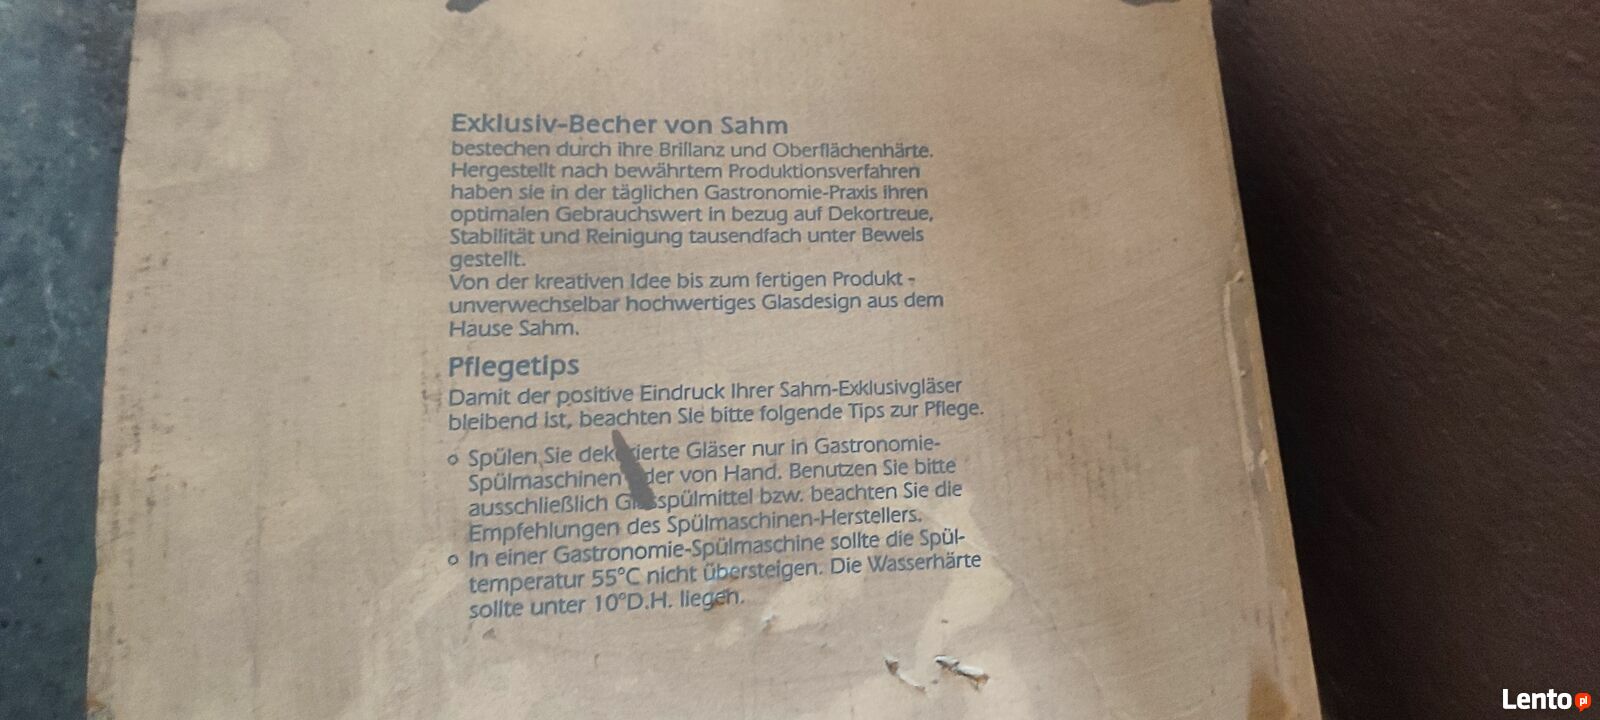 Exklusiv-Becher von Sahm
bestechen durch ihre Brillanz und Oberflächenhärte.
Hergestellt nach bewährtem Produktionsverfahren
haben sie in der täglichen Gastronomie-Praxis ihren
optimalen Gebrauchswert in bezug auf Dekortreue,
Stabilität und Reinigung tausendfach unter Beweis
gestellt.
Von der kreativen Idee bis zum fertigen Produkt -
unverwechselbar hochwertiges Glasdesign aus dem
Hause Sahm.
Pflegetips
Damit der positive Eindruck Ihrer Sahm-Exklusivgläser
bleibend ist, beachten Sie bitte folgende Tips zur Pflege.
o Spülen Sie dekorierte Gläser nur in Gastronomie-
Spülmaschinen oder von Hand. Benutzen Sie bitte
ausschließlich Glasspülmittel bzw. beachten Sie die
Empfehlungen des Spülmaschinen-Herstellers.
o In einer Gastronomie-Spülmaschine sollte die Spül-
temperatur 55°C nicht übersteigen. Die Wasserhärte
sollte unter 10°D.H. liegen.
Lento.pl